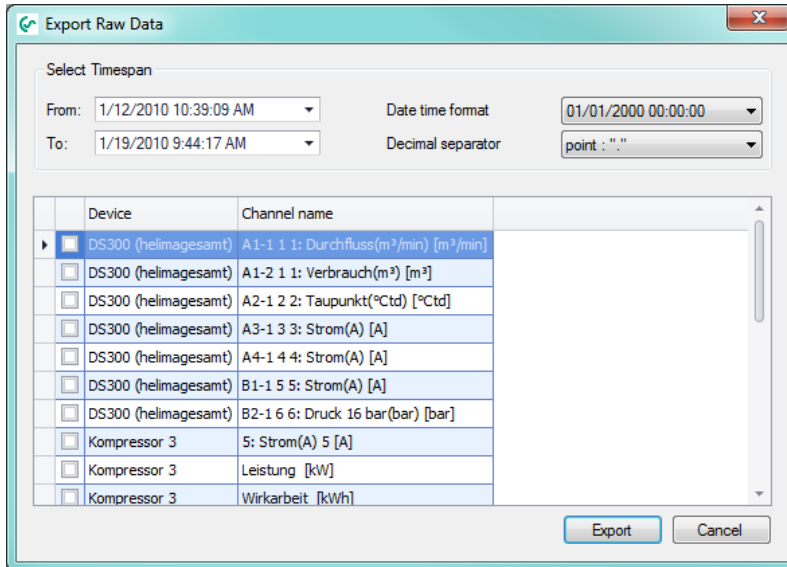 Export Raw Data
Select Timespan
From: 1/12/2010 10:39:09 AM Date time format 01/01/2000 00:00:00
To: 1/19/2010 9:44:17 AM Decimal separator point : "."
Device Channel name
DS300 (helimagesamt) A1-1 1 1: Durchfluss(m³/min) [m³/min]
DS300 (helimagesamt) A1-2 1 1: Verbrauch(m³) [m³]
DS300 (helimagesamt) A2-1 2 2: Taupunkt(°Ctd) [°Ctd]
DS300 (helimagesamt) A3-1 3 3: Strom(A) [A]
DS300 (helimagesamt) A4-1 4 4: Strom(A) [A]
DS300 (helimagesamt) B1-1 5 5: Strom(A) [A]
DS300 (helimagesamt) B2-1 6 6: Druck 16 bar(bar) [bar]
Kompressor 3 5: Strom(A) 5 [A]
Kompressor 3 Leistung [kW]
Kompressor 3 Wirkarbeit [kWh]
Export Cancel